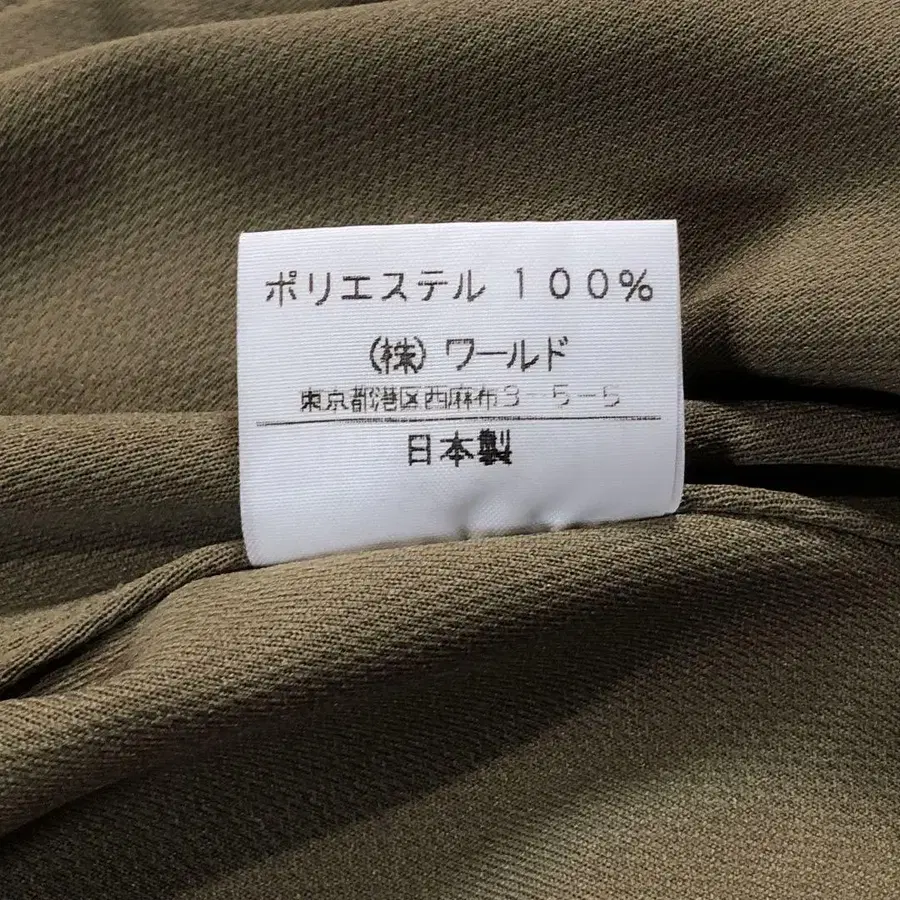 ポリエステル 100%
(株) ワールド
東京都港区西麻布3-5-5
日本製